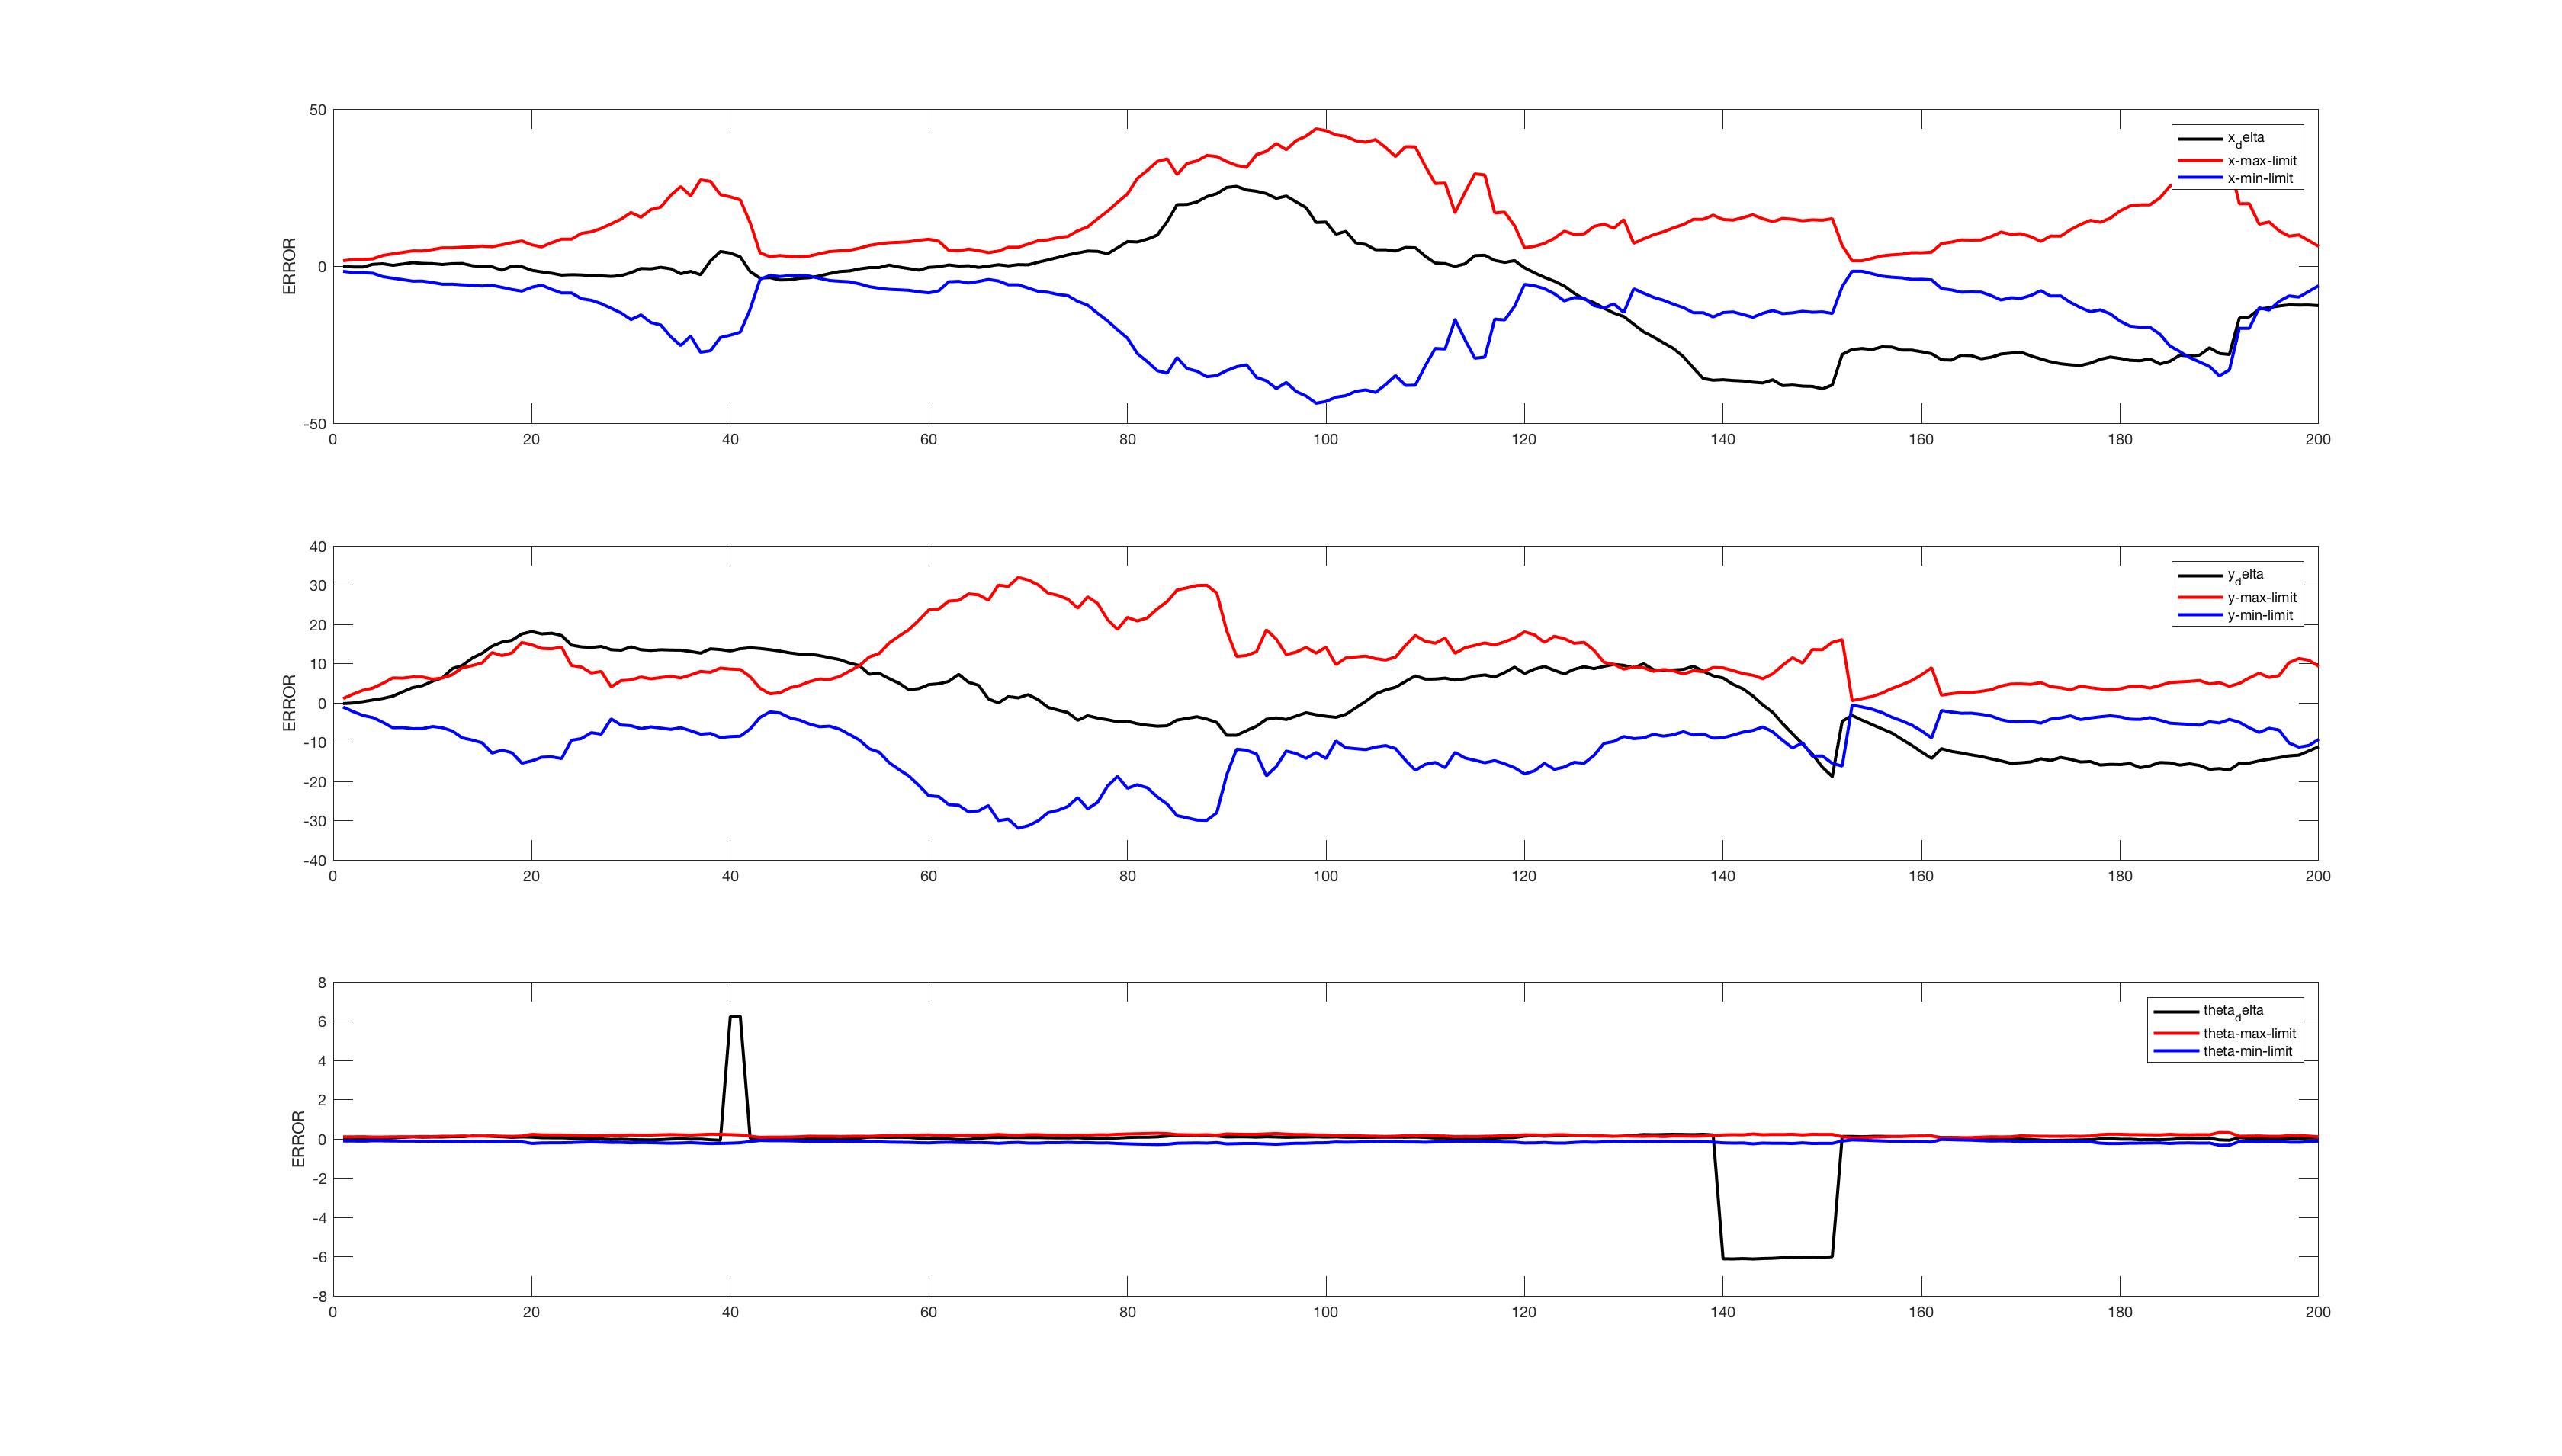 50
0
-50
ERROR
0 20 40 60 80 100 120 140 160 180 200
x_delta
x-max-limit
x-min-limit
40
30
20
10
0
-10
-20
-30
-40
ERROR
0 20 40 60 80 100 120 140 160 180 200
y_delta
y-max-limit
y-min-limit
8
6
4
2
0
-2
-4
-6
-8
ERROR
0 20 40 60 80 100 120 140 160 180 200
theta_delta
theta-max-limit
theta-min-limit